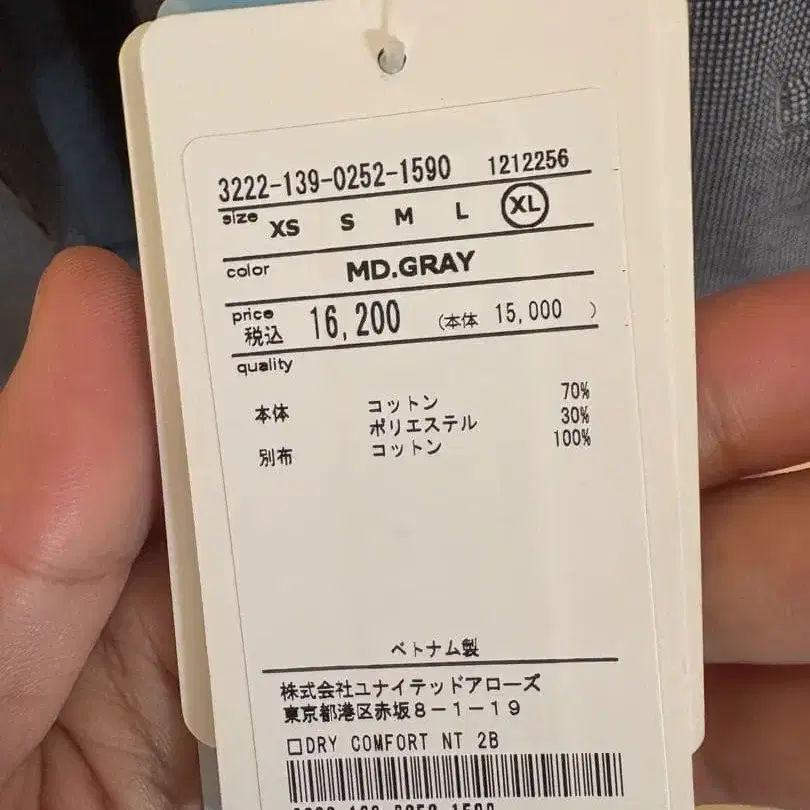 3222-139-0252-1590 1212256
size XS S M L XL
color MD.GRAY
price
税込 16,200 (本体 15,000 )
quality
本体 コットン 70%
ポリエステル 30%
別布 コットン 100%
ベトナム製
株式会社ユナイテッドアローズ
東京都港区赤坂8-1-19
□DRY COMFORT NT 2B